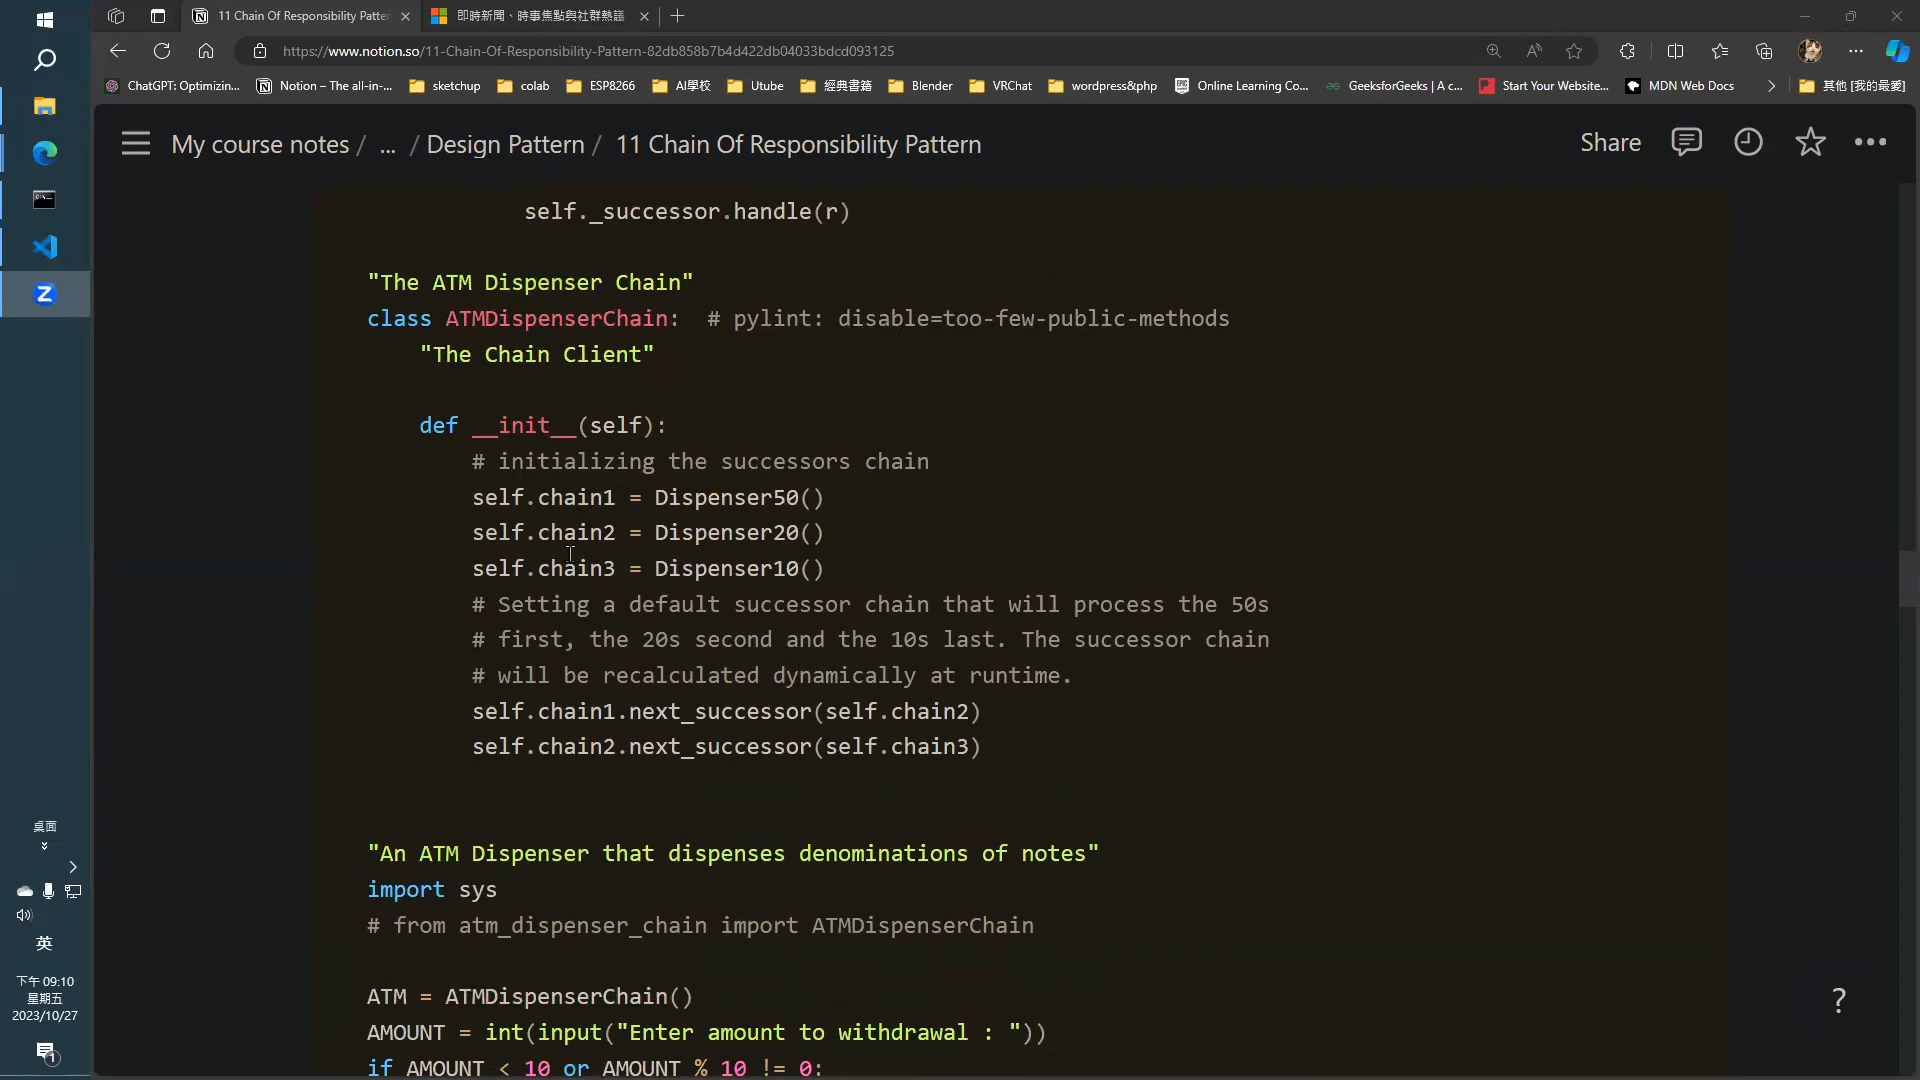 11 Chain Of Responsibility Patter
即時新聞、時事焦點與社群熱議
https://www.notion.so/11-Chain-Of-Responsibility-Pattern-82db858b7b4d422db04033bdcd093125
ChatGPT: Optimizin...
Notion – The all-in-...
sketchup
colab
ESP8266
AI學校
Utube
經典書籍
Blender
VRChat
wordpress&php
Online Learning Co...
GeeksforGeeks | A c...
Start Your Website...
MDN Web Docs
其他 [我的最愛]
My course notes / ... / Design Pattern / 11 Chain Of Responsibility Pattern
Share
self._successor.handle(r)
"The ATM Dispenser Chain"
class ATMDispenserChain:  # pylint: disable=too-few-public-methods
"The Chain Client"
def __init__(self):
# initializing the successors chain
self.chain1 = Dispenser50()
self.chain2 = Dispenser20()
self.chain3 = Dispenser10()
# Setting a default successor chain that will process the 50s
# first, the 20s second and the 10s last. The successor chain
# will be recalculated dynamically at runtime.
self.chain1.next_successor(self.chain2)
self.chain2.next_successor(self.chain3)
"An ATM Dispenser that dispenses denominations of notes"
import sys
# from atm_dispenser_chain import ATMDispenserChain
ATM = ATMDispenserChain()
AMOUNT = int(input("Enter amount to withdrawal : "))
if AMOUNT < 10 or AMOUNT % 10 != 0:
?
桌面
英
下午 09:10
星期五
2023/10/27
1